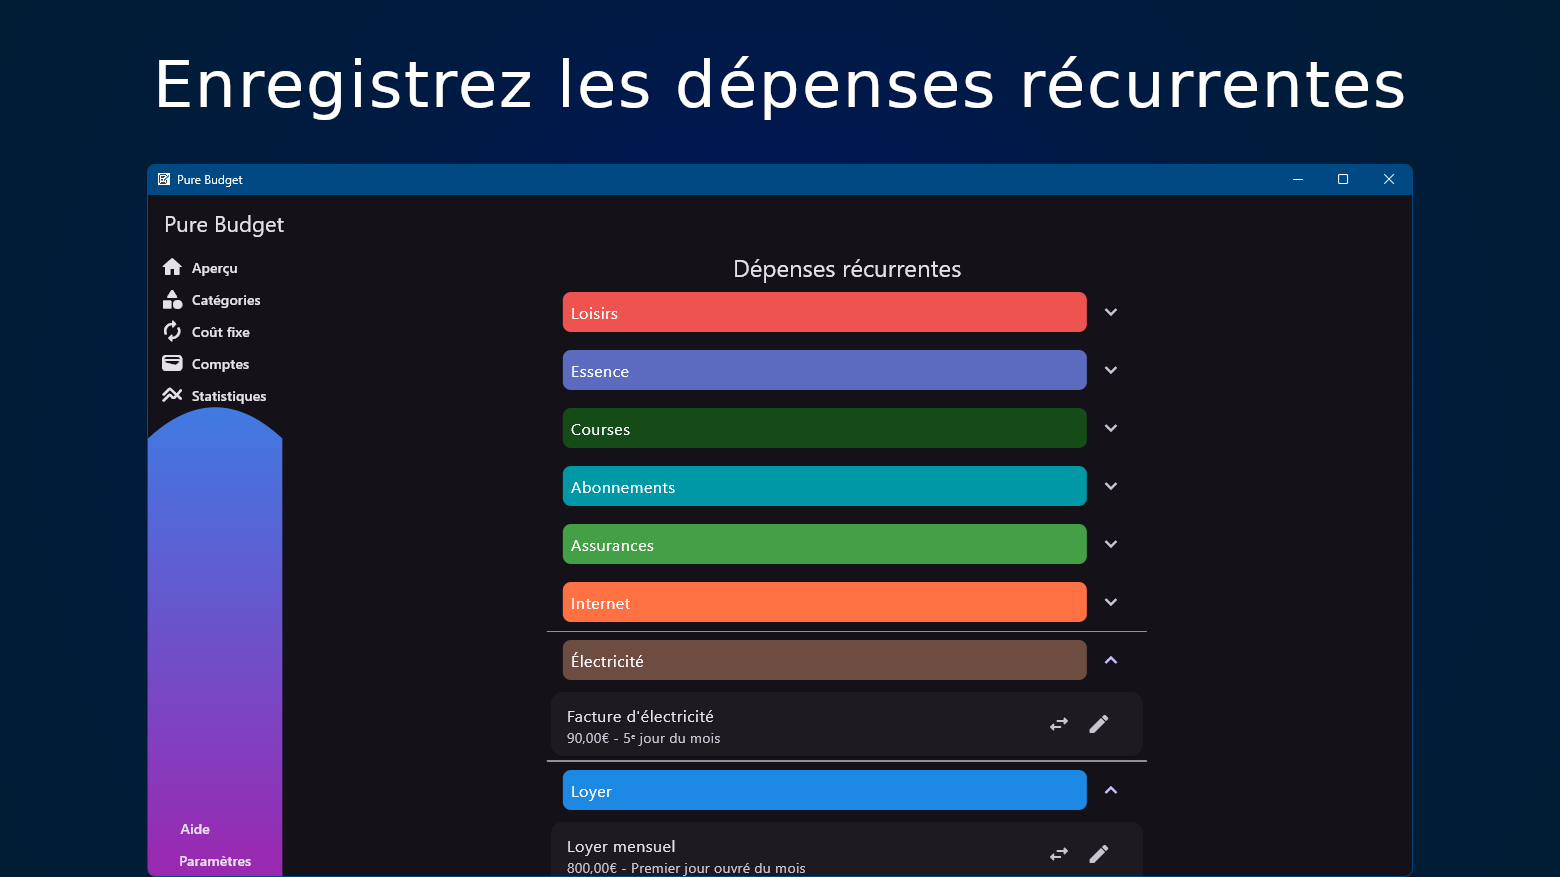 Enregistrez les dépenses récurrentes
Pure Budget
Pure Budget
Aperçu
Catégories
Coût fixe
Comptes
Statistiques
Aide
Paramètres
Dépenses récurrentes
Loisirs
Essence
Courses
Abonnements
Assurances
Internet
Électricité
Facture d'électricité
90,00€ - 5ᵉ jour du mois
Loyer
Loyer mensuel
800,00€ - Premier jour ouvré du mois